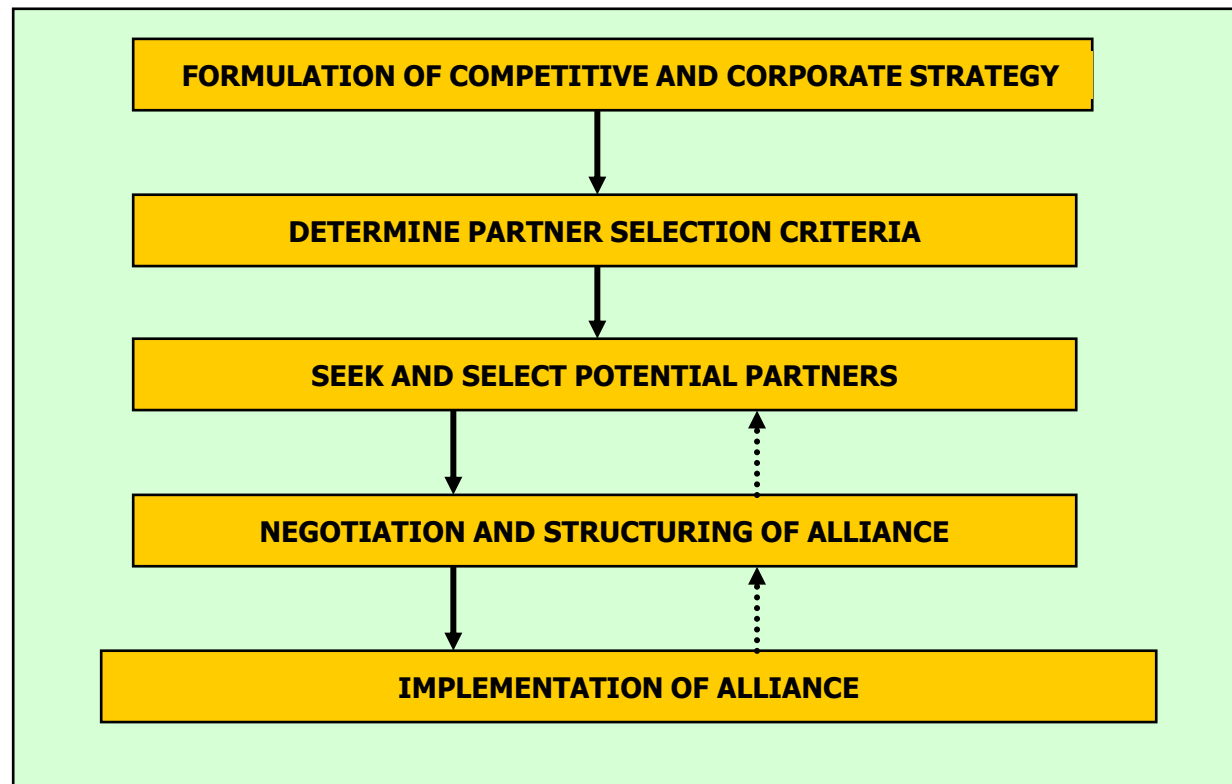 FORMULATION OF COMPETITIVE AND CORPORATE STRATEGY
DETERMINE PARTNER SELECTION CRITERIA
SEEK AND SELECT POTENTIAL PARTNERS
NEGOTIATION AND STRUCTURING OF ALLIANCE
IMPLEMENTATION OF ALLIANCE